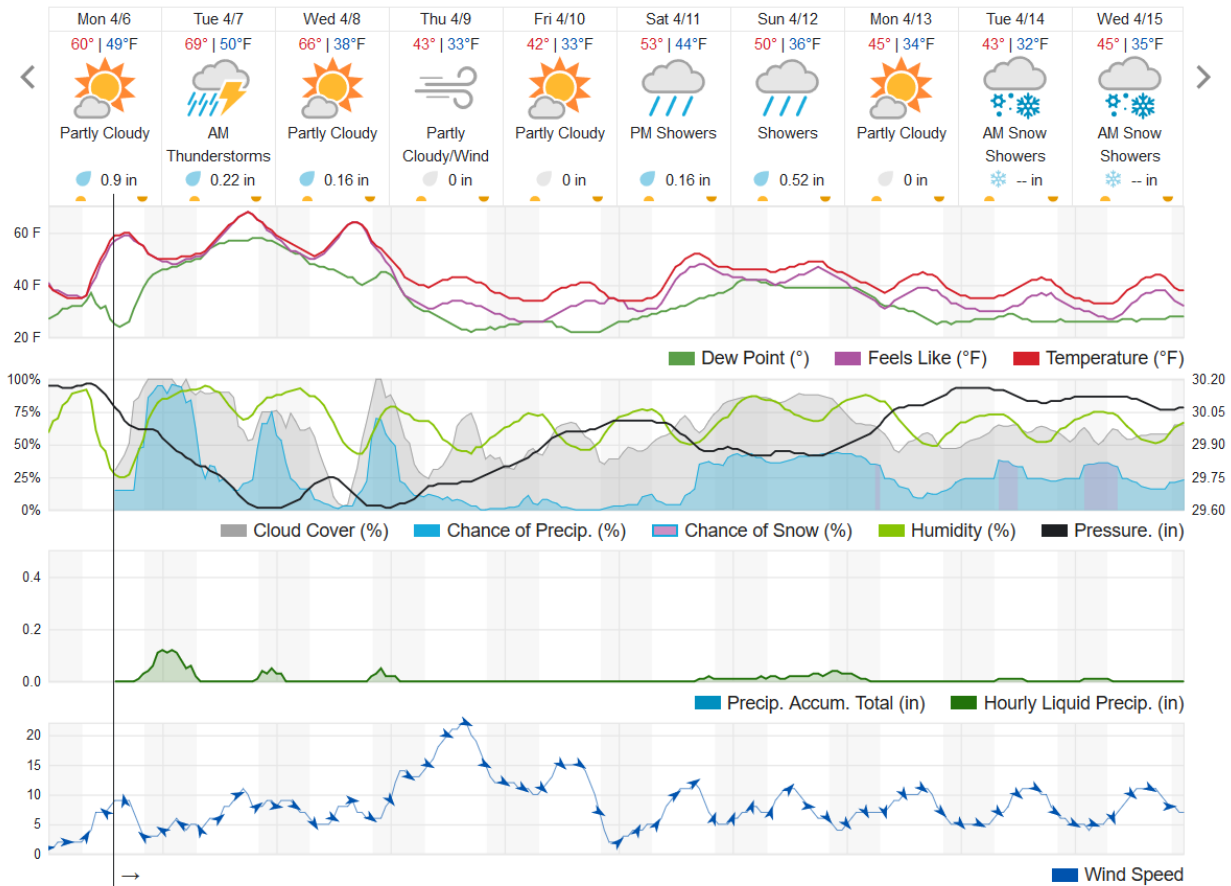 Mon 4/6 Tue 4/7 Wed 4/8 Thu 4/9 Fri 4/10 Sat 4/11 Sun 4/12 Mon 4/13 Tue 4/14 Wed 4/15
60° | 49°F 69° | 50°F 66° | 38°F 43° | 33°F 42° | 33°F 53° | 44°F 50° | 36°F 45° | 34°F 43° | 32°F 45° | 35°F
Partly Cloudy AM Partly Cloudy Partly Partly Cloudy PM Showers Showers Partly Cloudy AM Snow AM Snow
Thunderstorms Cloudy/Wind Showers Showers
0.9 in 0.22 in 0.16 in 0 in 0 in 0.16 in 0.52 in 0 in -- in -- in
60 F
40 F
20 F
Dew Point (°) Feels Like (°F) Temperature (°F)
100% 30.20
75% 30.05
50% 29.90
25% 29.75
0% 29.60
Cloud Cover (%) Chance of Precip. (%) Chance of Snow (%) Humidity (%) Pressure. (in)
0.4
0.2
0.0
Precip. Accum. Total (in) Hourly Liquid Precip. (in)
20
15
10
5
0
→
Wind Speed